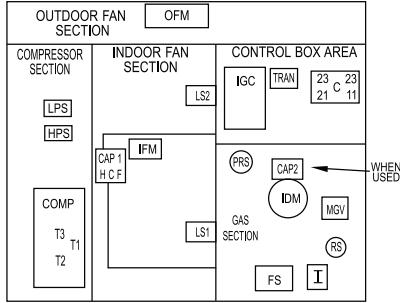 OUTDOOR FAN
SECTION
OFM
COMPRESSOR
SECTION
LPS
HPS
COMP
T3
T1
T2
INDOOR FAN
SECTION
LS2
IFM
CAP 1
H C F
LS1
CONTROL BOX AREA
IGC
TRAN
23 C 23
21 11
PRS
CAP2
WHEN
USED
IDM
MGV
GAS
SECTION
RS
FS
I